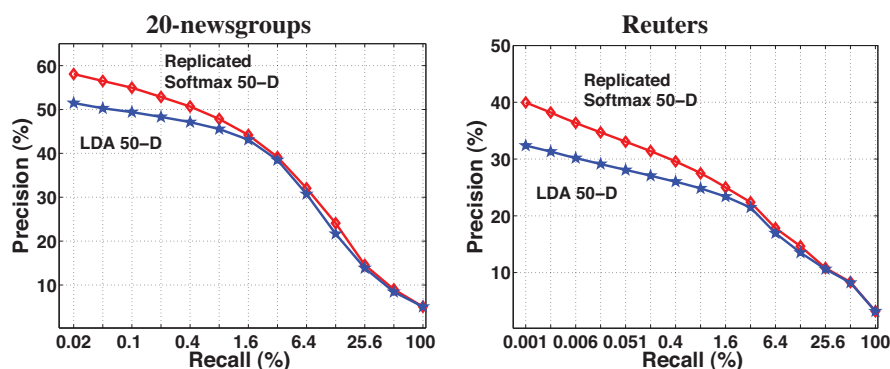 20-newsgroups
Precision (%)
60
50
40
30
20
10
Replicated
Softmax 50−D
LDA 50−D
0.02 0.1 0.4 1.6 6.4 25.6 100
Recall (%)
Reuters
Precision (%)
50
40
30
20
10
Replicated
Softmax 50−D
LDA 50−D
0.001 0.006 0.051 0.4 1.6 6.4 25.6 100
Recall (%)